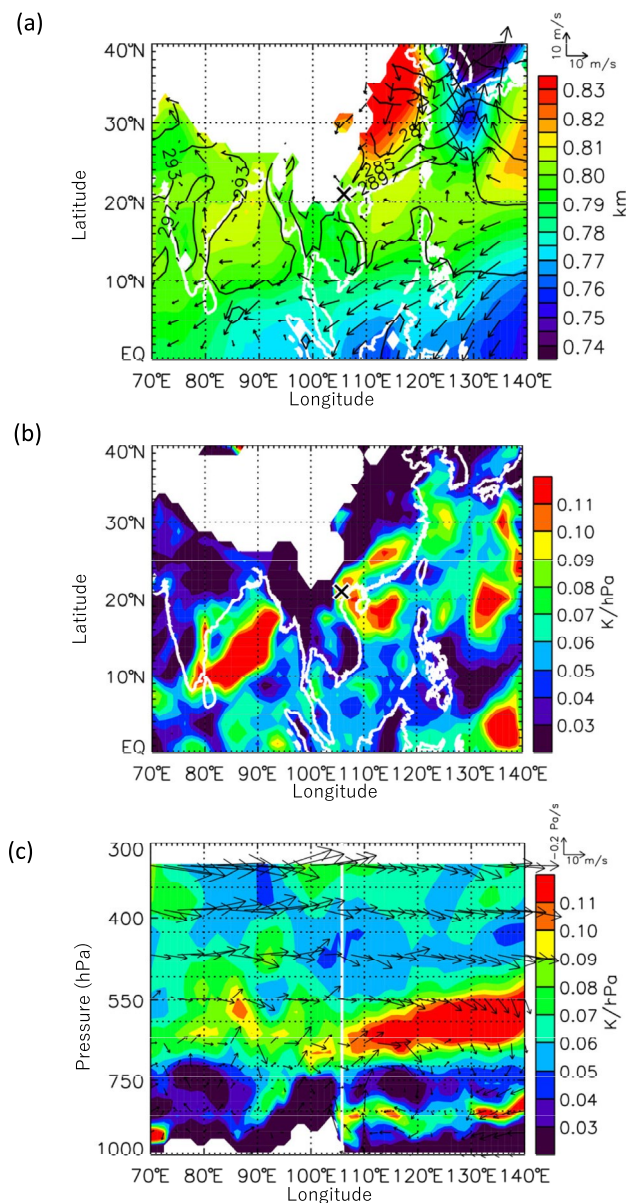 (a)
10 m/s
10 m/s
40°N
30°N
20°N
10°N
EQ
Latitude
293
293
297
28
285
289
70°E 80°E 90°E 100°E 110°E 120°E 130°E 140°E
Longitude
0.83
0.82
0.81
0.80
0.79
0.78
0.77
0.76
0.75
0.74
km
(b)
40°N
30°N
20°N
10°N
EQ
Latitude
70°E 80°E 90°E 100°E 110°E 120°E 130°E 140°E
Longitude
0.11
0.10
0.09
0.08
0.07
0.06
0.05
0.04
0.03
K/hPa
(c)
-0.2 Pa/s
10 m/s
300
400
550
750
1000
Pressure (hPa)
70°E 80°E 90°E 100°E 110°E 120°E 130°E 140°E
Longitude
0.11
0.10
0.09
0.08
0.07
0.06
0.05
0.04
0.03
K/hPa